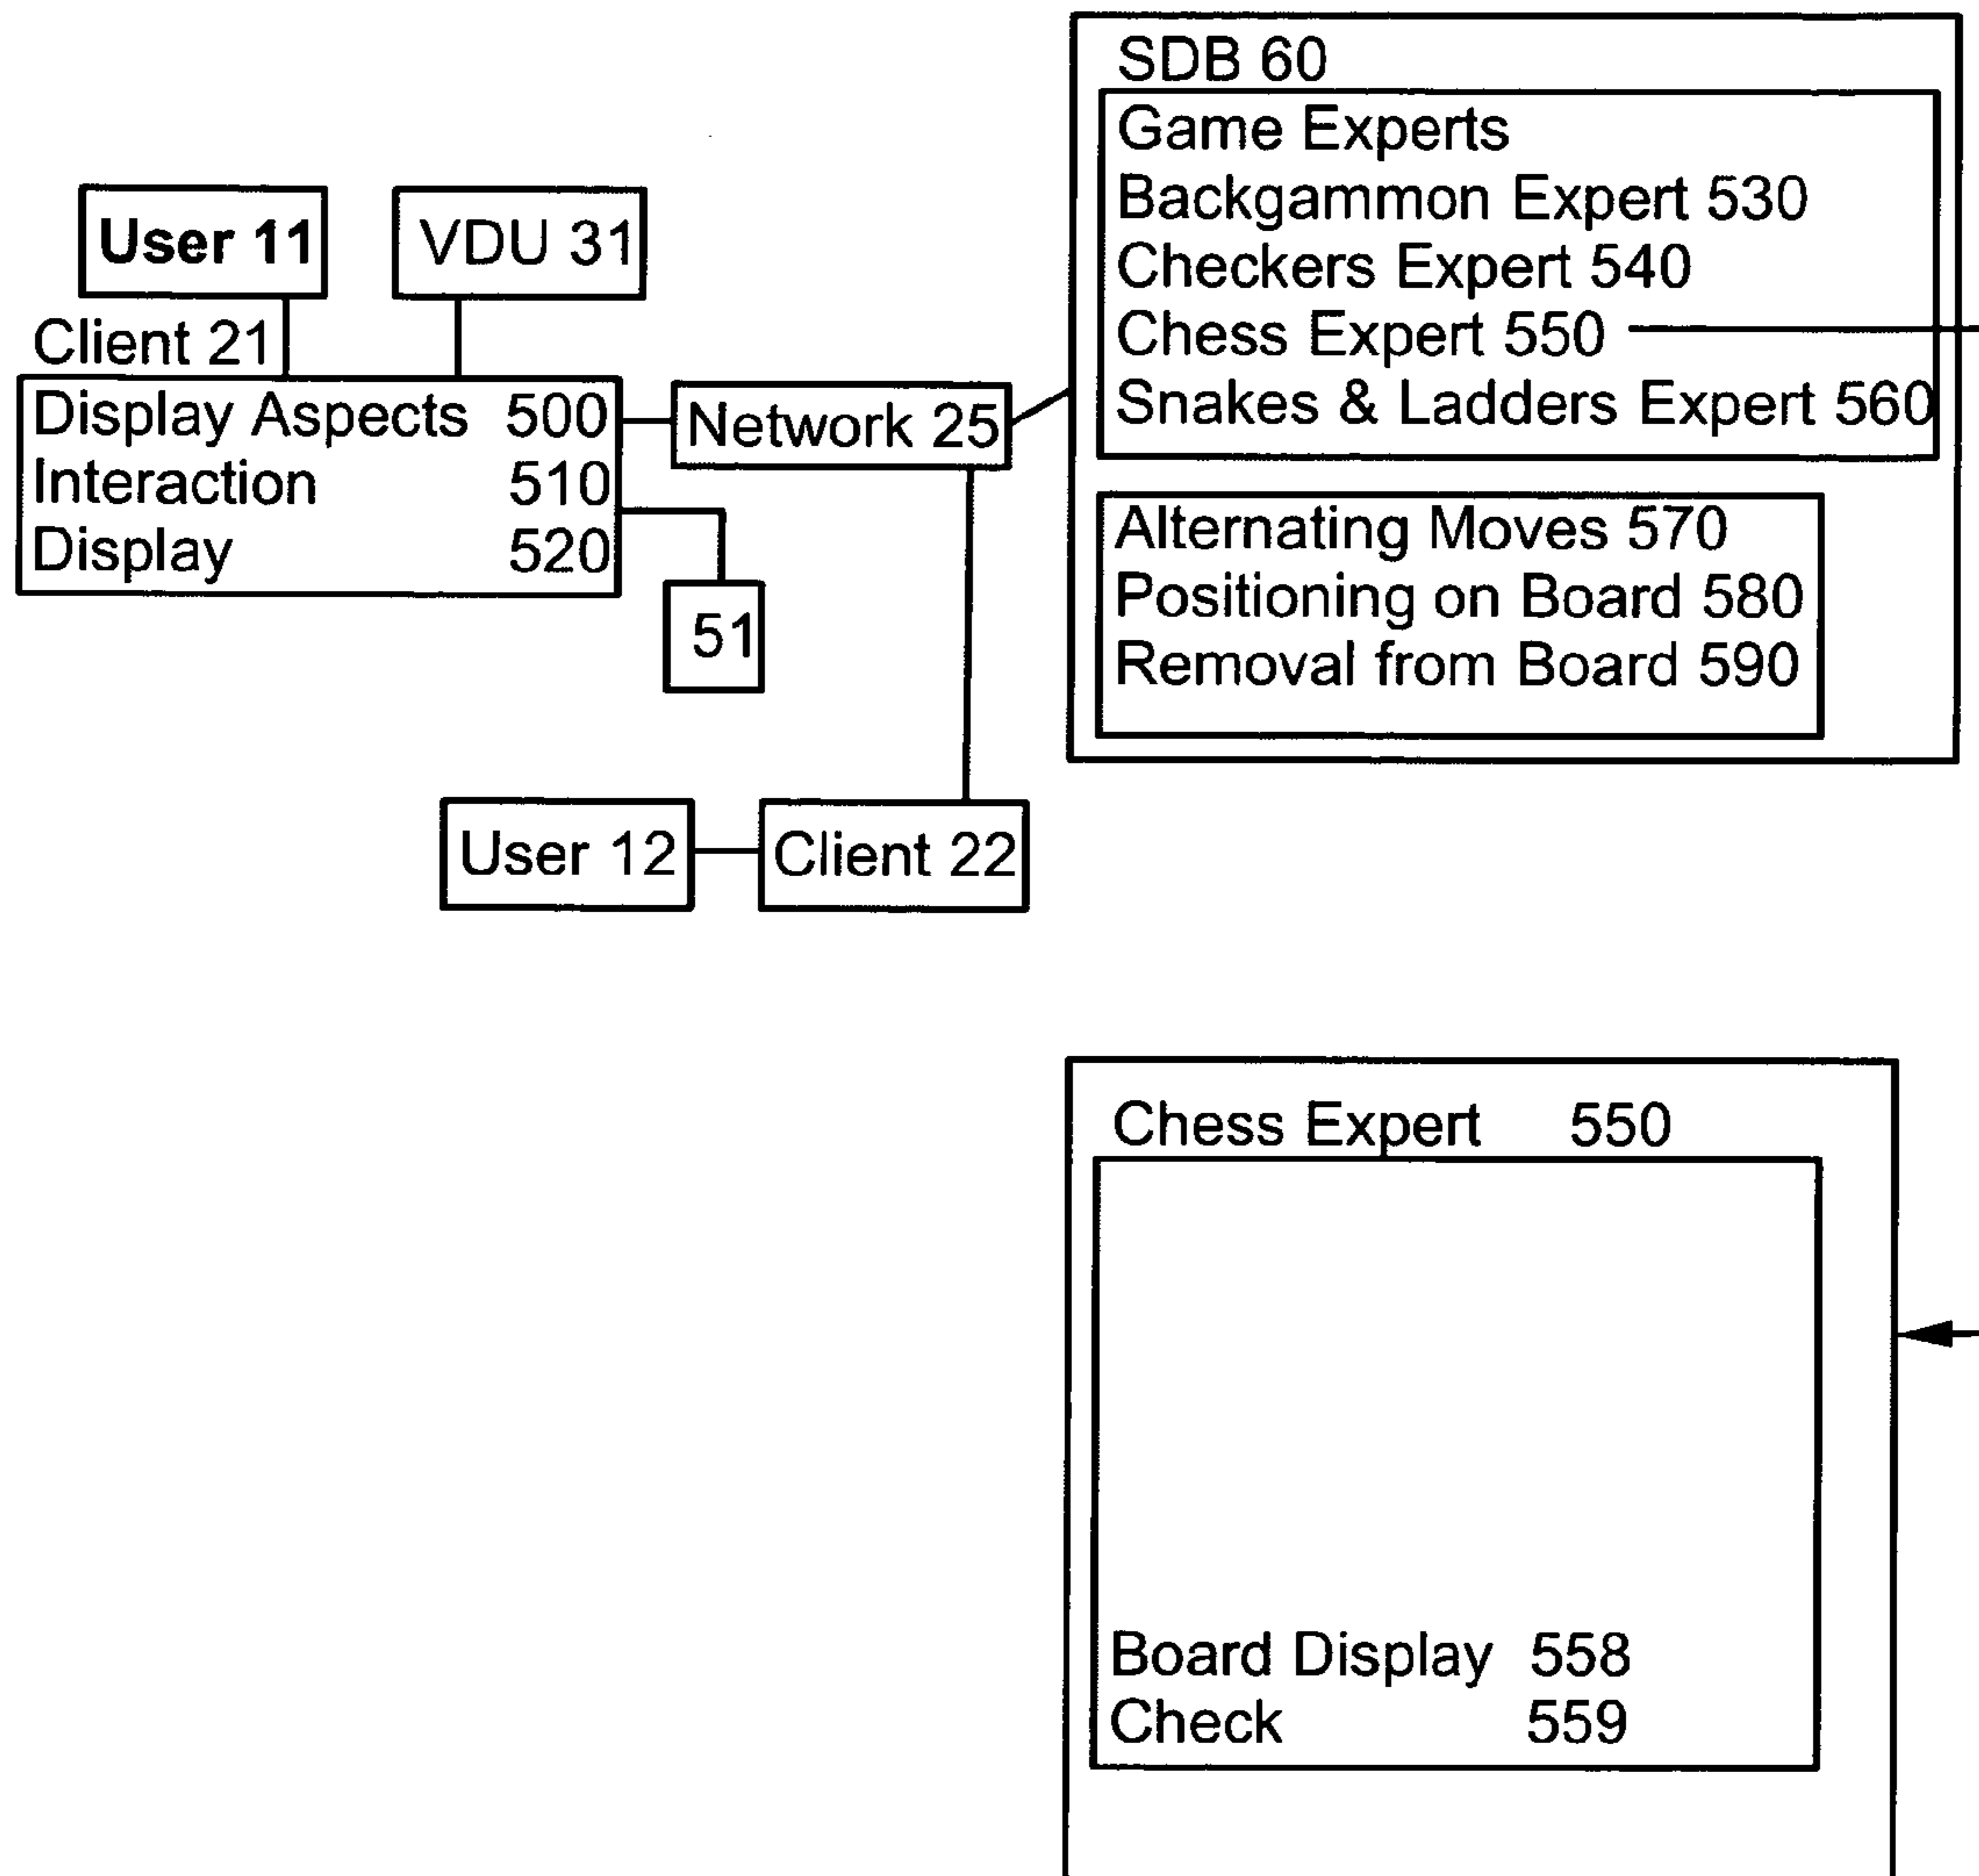 SDB 60
Game Experts
Backgammon Expert 530
Checkers Expert 540
Chess Expert 550
Snakes & Ladders Expert 560
Alternating Moves 570
Positioning on Board 580
Removal from Board 590
User 11
VDU 31
Client 21
Display Aspects 500
Interaction 510
Display 520
Network 25
51
User 12
Client 22
Chess Expert 550
Board Display 558
Check 559